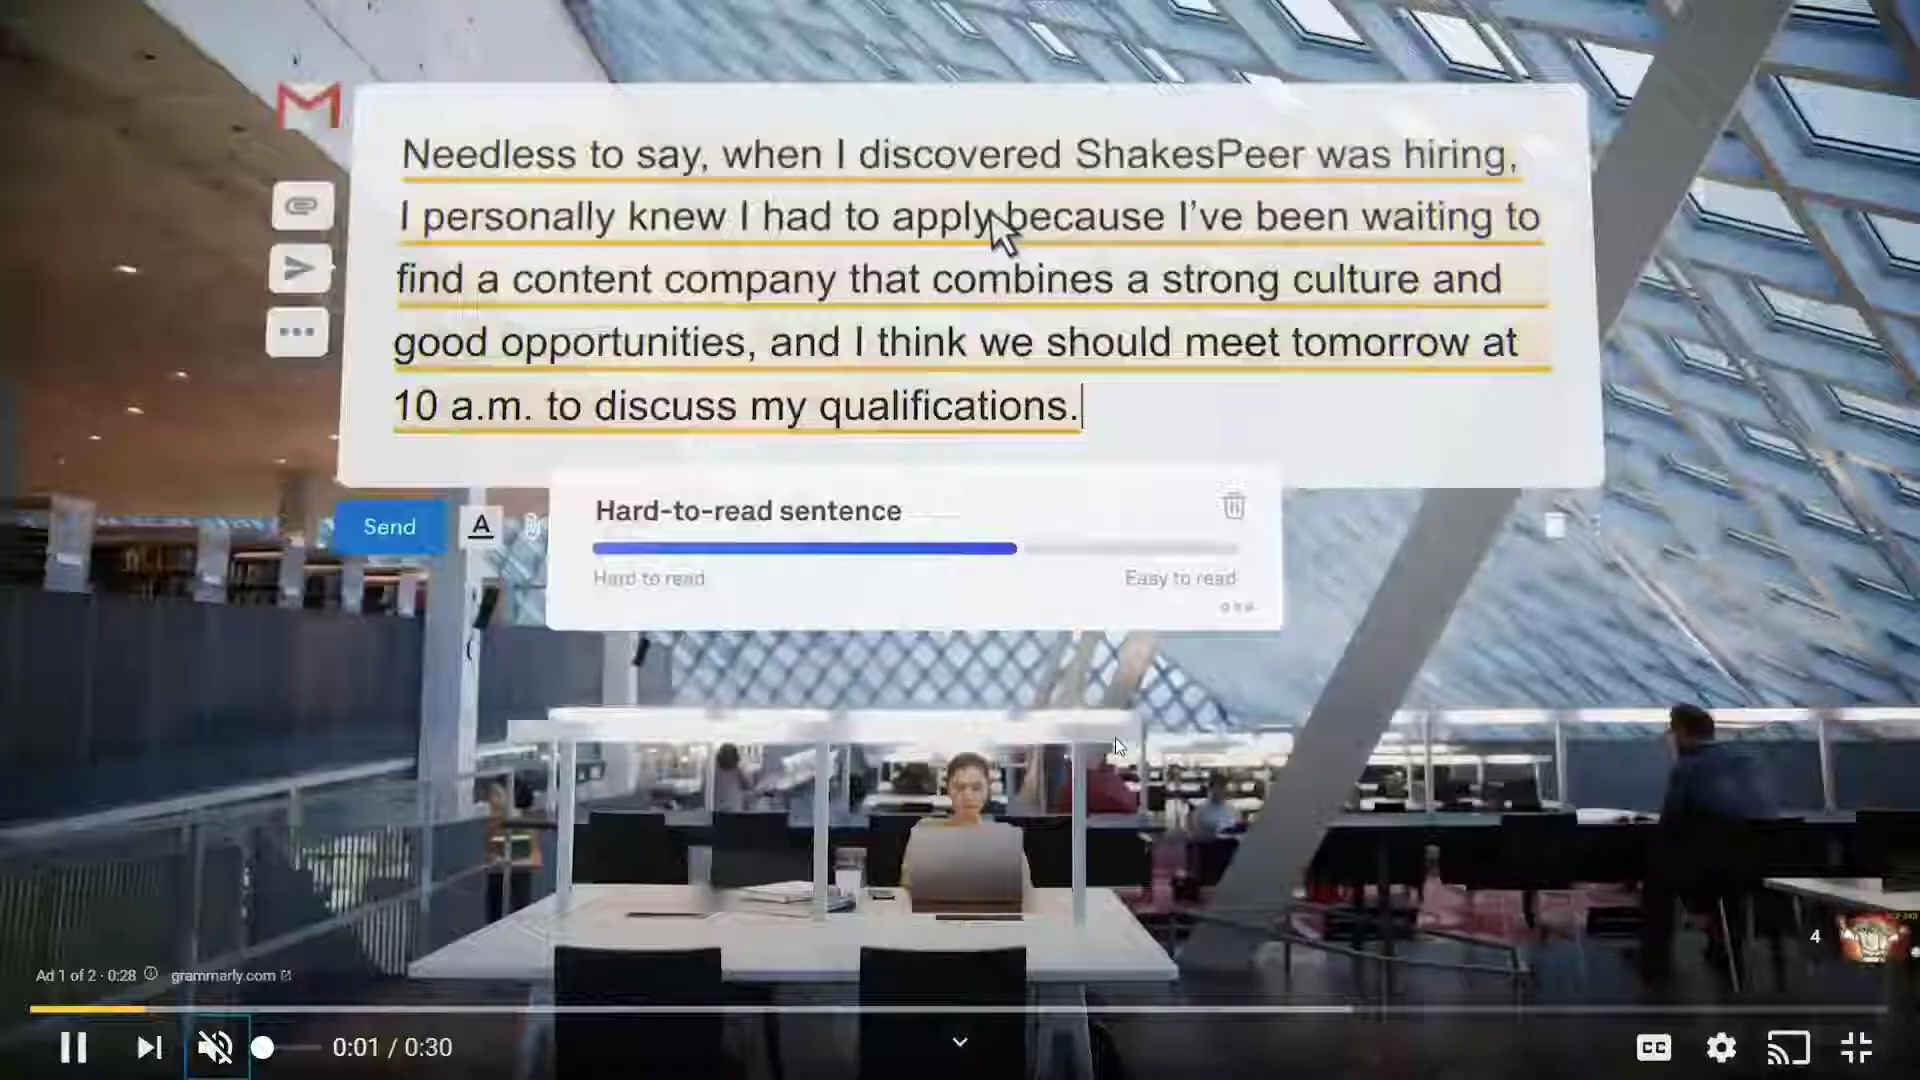 Needless to say, when I discovered ShakesPeer was hiring,
I personally knew I had to apply because I’ve been waiting to
find a content company that combines a strong culture and
good opportunities, and I think we should meet tomorrow at
10 a.m. to discuss my qualifications.
Send
A
Hard-to-read sentence
Hard to read
Easy to read
4
Ad 1 of 2 · 0:28
grammarly.com
0:01 / 0:30
CC